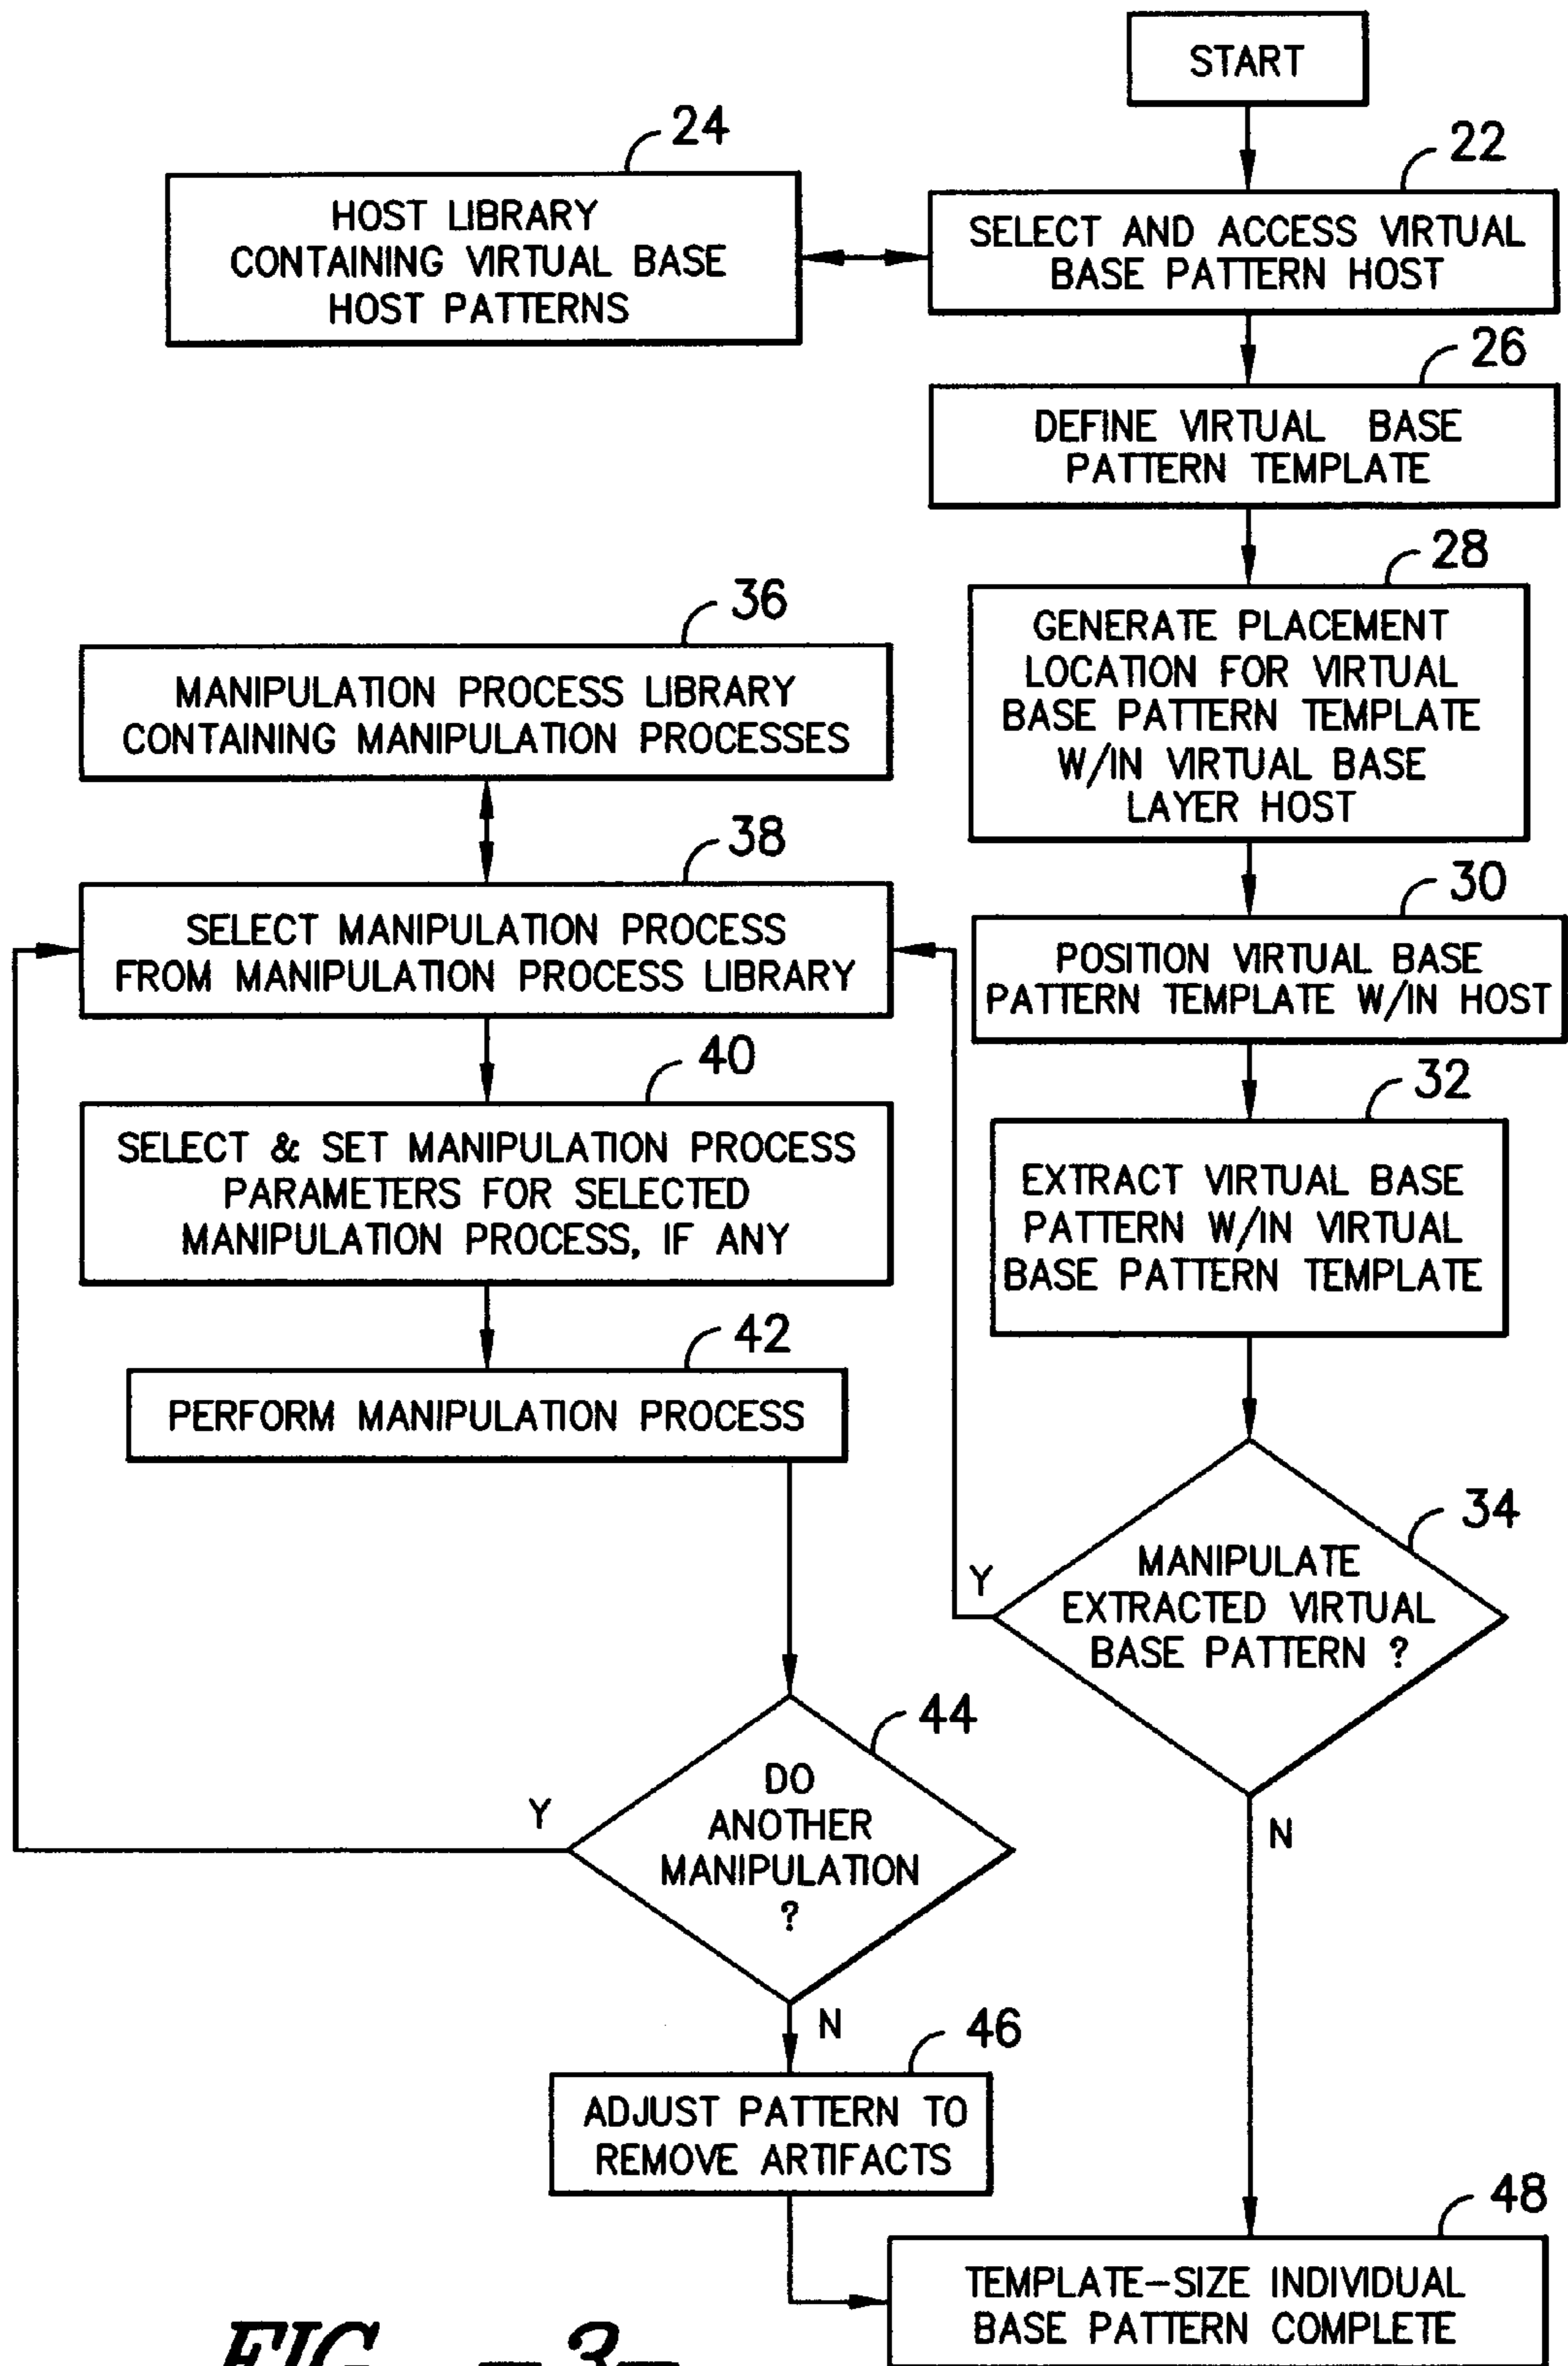 START
22
SELECT AND ACCESS VIRTUAL
BASE PATTERN HOST
24
HOST LIBRARY
CONTAINING VIRTUAL BASE
HOST PATTERNS
26
DEFINE VIRTUAL BASE
PATTERN TEMPLATE
28
GENERATE PLACEMENT
LOCATION FOR VIRTUAL
BASE PATTERN TEMPLATE
W/IN VIRTUAL BASE
LAYER HOST
30
POSITION VIRTUAL BASE
PATTERN TEMPLATE W/IN HOST
32
EXTRACT VIRTUAL BASE
PATTERN W/IN VIRTUAL
BASE PATTERN TEMPLATE
34
MANIPULATE
EXTRACTED VIRTUAL
BASE PATTERN ?
Y
N
36
MANIPULATION PROCESS LIBRARY
CONTAINING MANIPULATION PROCESSES
38
SELECT MANIPULATION PROCESS
FROM MANIPULATION PROCESS LIBRARY
40
SELECT & SET MANIPULATION PROCESS
PARAMETERS FOR SELECTED
MANIPULATION PROCESS, IF ANY
42
PERFORM MANIPULATION PROCESS
44
DO
ANOTHER
MANIPULATION
?
Y
N
46
ADJUST PATTERN TO
REMOVE ARTIFACTS
48
TEMPLATE-SIZE INDIVIDUAL
BASE PATTERN COMPLETE
FIG. -3-